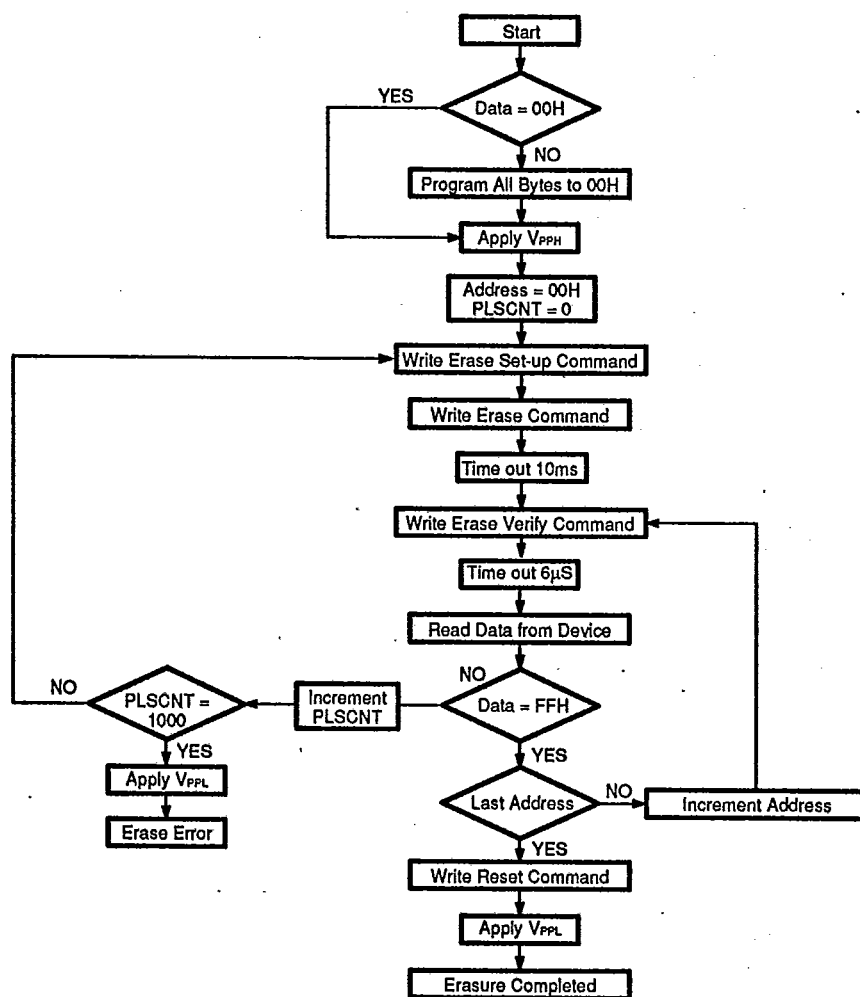 Start
Data = 00H
YES
NO
Program All Bytes to 00H
Apply VPPH
Address = 00H
PLSCNT = 0
Write Erase Set-up Command
Write Erase Command
Time out 10ms
Write Erase Verify Command
Time out 6µS
Read Data from Device
NO
Data = FFH
Increment
PLSCNT
NO
PLSCNT =
1000
YES
Apply VPPL
Erase Error
YES
Last Address
NO
Increment Address
YES
Write Reset Command
Apply VPPL
Erasure Completed